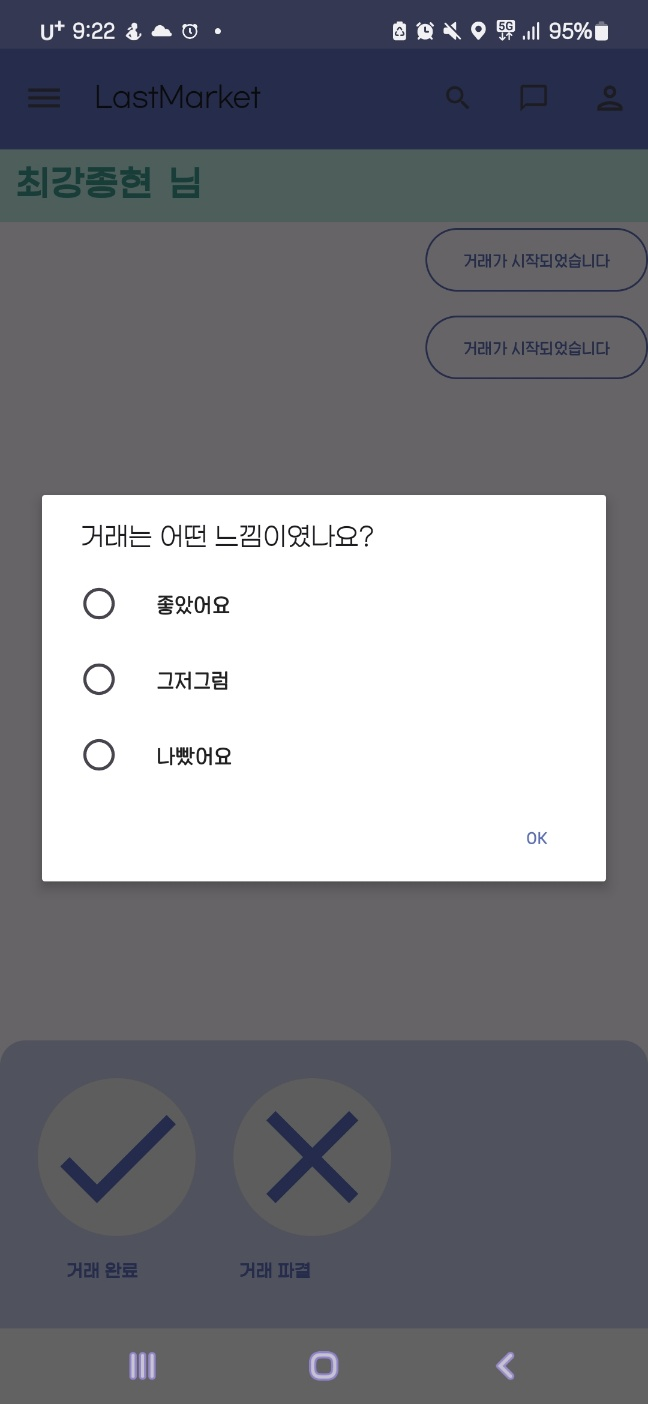 U+ 9:22 5G 95%
LastMarket
최강종현 님
거래가 시작되었습니다
거래가 시작되었습니다
거래는 어떤 느낌이였나요?
좋았어요
그저그럼
나빴어요
OK
거래 완료 거래 파결